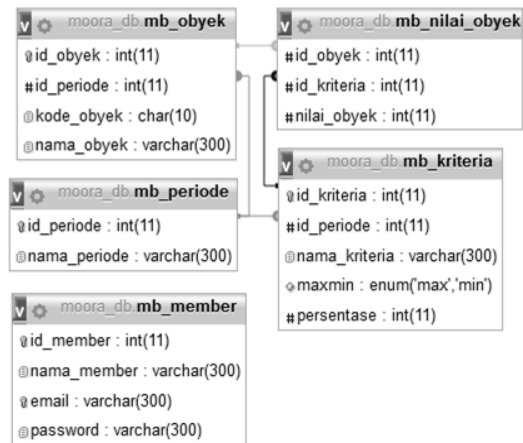 moora_db mb_obyek
id_obyek : int(11)
#id_periode : int(11)
kode_obyek : char(10)
nama_obyek : varchar(300)
moora_db mb_nilai_obyek
#id_obyek : int(11)
#id_kriteria : int(11)
#nilai_obyek : int(11)
moora_db mb_periode
id_periode : int(11)
nama_periode : varchar(300)
moora_db mb_kriteria
id_kriteria : int(11)
#id_periode : int(11)
nama_kriteria : varchar(300)
maxmin : enum('max','min')
#persentase : int(11)
moora_db mb_member
id_member : int(11)
nama_member : varchar(300)
email : varchar(300)
password : varchar(300)